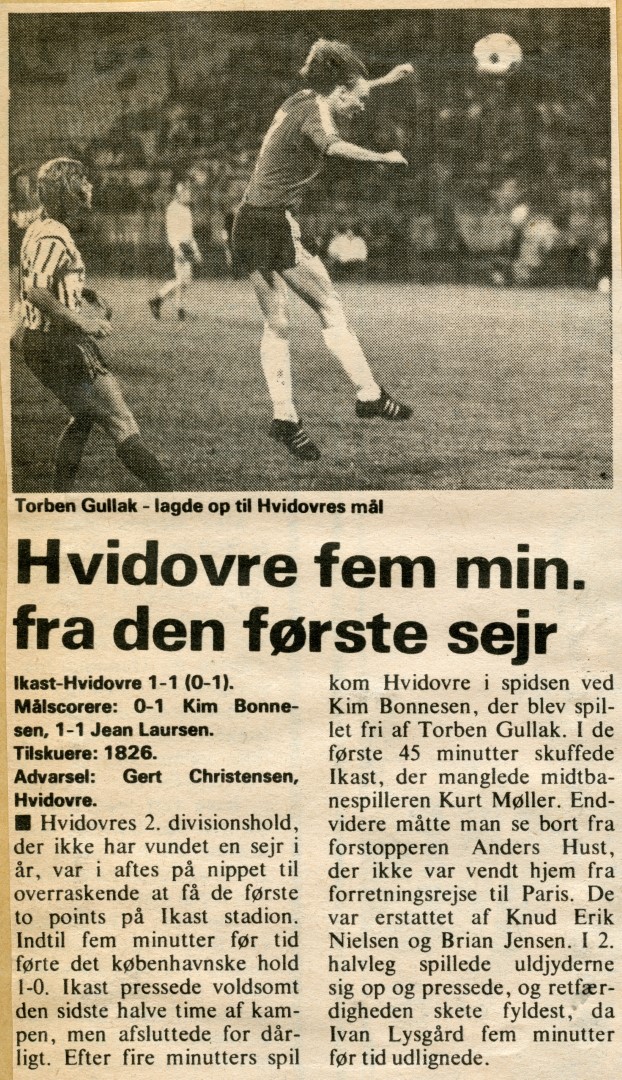 Torben Gullak - lagde op til Hvidovres mål
Hvidovre fem min.
fra den første sejr
Ikast-Hvidovre 1-1 (0-1).
Målscorere: 0-1 Kim Bonne-
sen, 1-1 Jean Laursen.
Tilskuere: 1826.
Advarsel: Gert Christensen,
Hvidovre.
■ Hvidovres 2. divisionshold,
der ikke har vundet en sejr i
år, var i aftes på nippet til
overraskende at få de første
to points på Ikast stadion.
Indtil fem minutter før tid
førte det københavnske hold
1-0. Ikast pressede voldsomt
den sidste halve time af kam-
pen, men afsluttede for dår-
ligt. Efter fire minutters spil
kom Hvidovre i spidsen ved
Kim Bonnesen, der blev spil-
let fri af Torben Gullak. I de
første 45 minutter skuffede
Ikast, der manglede midtba-
nespilleren Kurt Møller. End-
videre måtte man se bort fra
forstopperen Anders Hust,
der ikke var vendt hjem fra
forretningsrejse til Paris. De
var erstattet af Knud Erik
Nielsen og Brian Jensen. I 2.
halvleg spillede uldjyderne
sig op og pressede, og retfær-
digheden skete fyldest, da
Ivan Lysgård fem minutter
før tid udlignede.